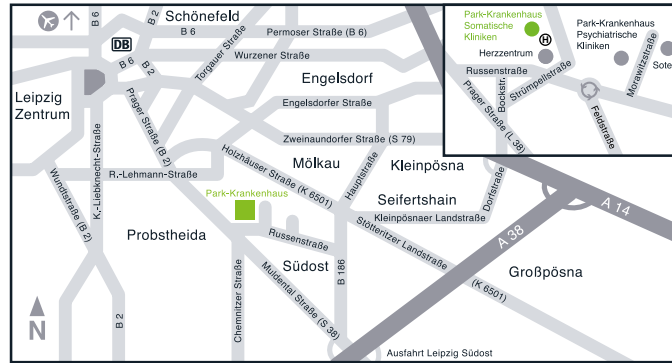 B 6
B 2
Schönefeld
B 6
Permoser Straße (B 6)
DB
B 6
B 2
Torgauer Straße
Wurzener Straße
Engelsdorf
Leipzig
Zentrum
Prager Straße (B 2)
Engelsdorfer Straße
Zweinaundorfer Straße (S 79)
K.-Liebknecht-Straße
Holzhäuser Straße (K 6501)
Mölkau
Kleinpösna
R.-Lehmann-Straße
Hauptstraße
Wundtstraße (B 2)
Park-Krankenhaus
Seifertshain
Dorfstraße
Kleinpösnaer Landstraße
Probstheida
Russenstraße
Stötteritzer Landstraße
(K 6501)
A 14
A 38
Südost
B 186
Großpösna
Chemnitzer Straße
Muldental Straße (S 38)
N
B 2
Ausfahrt Leipzig Südost
Park-Krankenhaus
Somatische
Kliniken
H
Herzzentrum
Park-Krankenhaus
Psychiatrische
Kliniken
Sote
Russenstraße
Bockstr.
Strümpellstraße
Morawitzstraße
Prager Straße (L 38)
Feldstraße